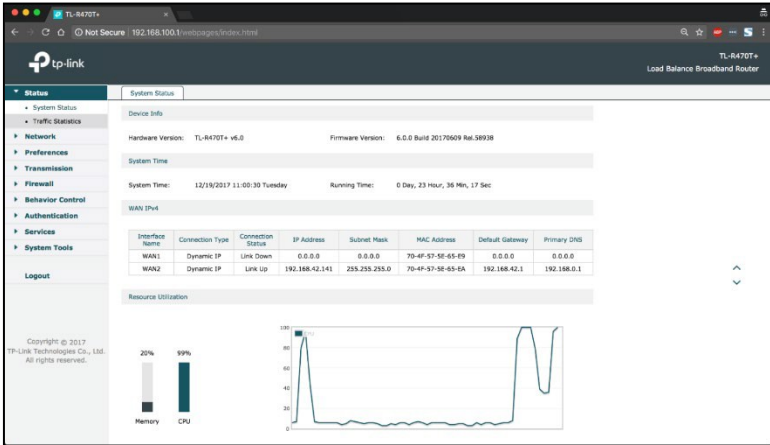 TL-R470T+
Not Secure | 192.168.100.1/webpages/index.html
tp-link
TL-R470T+
Load Balance Broadband Router
Status
System Status
Traffic Statistics
Network
Preferences
Transmission
Firewall
Behavior Control
Authentication
Services
System Tools
Logout
Copyright © 2017
TP-Link Technologies Co., Ltd.
All rights reserved.
System Status
Device Info
Hardware Version: TL-R470T+ v6.0 Firmware Version: 6.0.0 Build 20170609 Rel.58938
System Time
System Time: 12/19/2017 11:00:30 Tuesday Running Time: 0 Day, 23 Hour, 36 Min, 17 Sec
WAN IPv4
Interface Name Connection Type Connection Status IP Address Subnet Mask MAC Address Default Gateway Primary DNS
WAN1 Dynamic IP Link Down 0.0.0.0 0.0.0.0 70-4F-57-5E-65-E9 0.0.0.0 0.0.0.0
WAN2 Dynamic IP Link Up 192.168.42.141 255.255.255.0 70-4F-57-5E-65-EA 192.168.42.1 192.168.0.1
Resource Utilization
20% 99%
Memory CPU
100
80
60
40
20
0